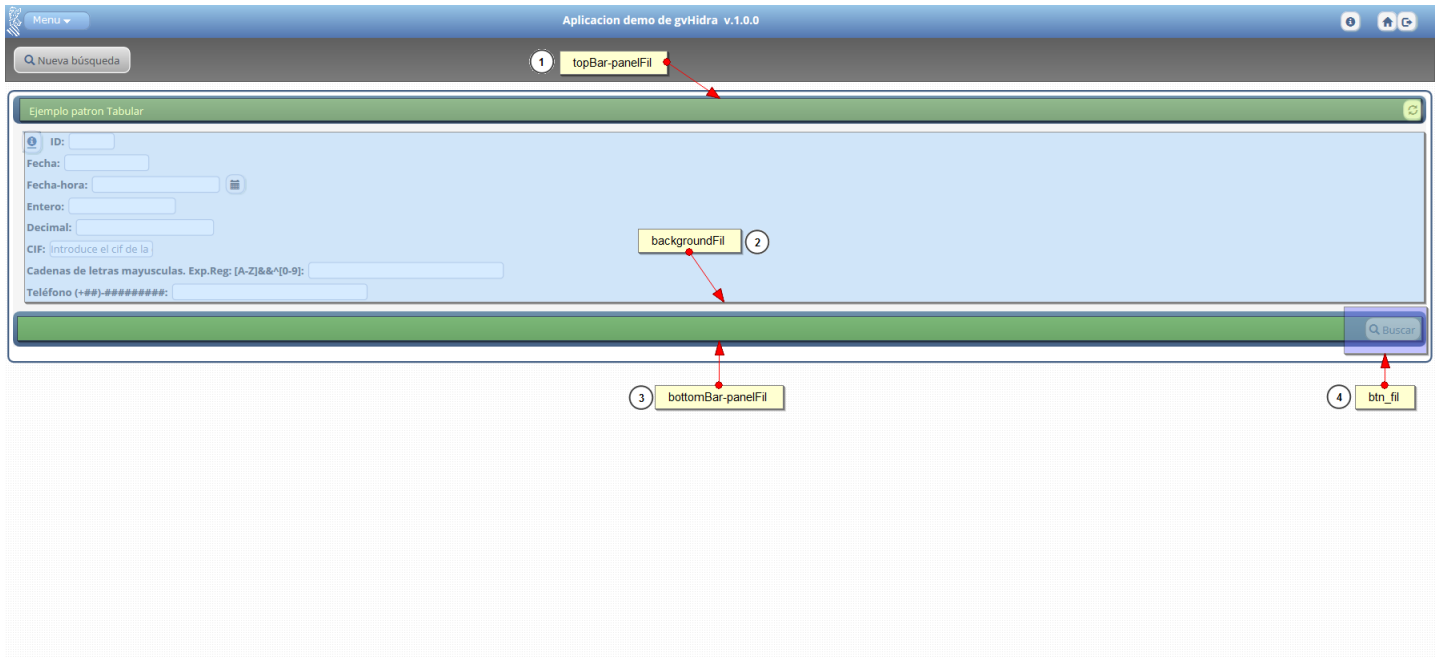 Menu
Aplicacion demo de gvHidra v.1.0.0
Nueva búsqueda
1
topBar-panelFil
Ejemplo patron Tabular
ID:
Fecha:
Fecha-hora:
Entero:
Decimal:
CIF: Introduce el cif de la
backgroundFil
2
Cadenas de letras mayusculas. Exp.Reg: [A-Z]&&^[0-9]:
Teléfono (+##)-#########:
Buscar
3
bottomBar-panelFil
4
btn_fil